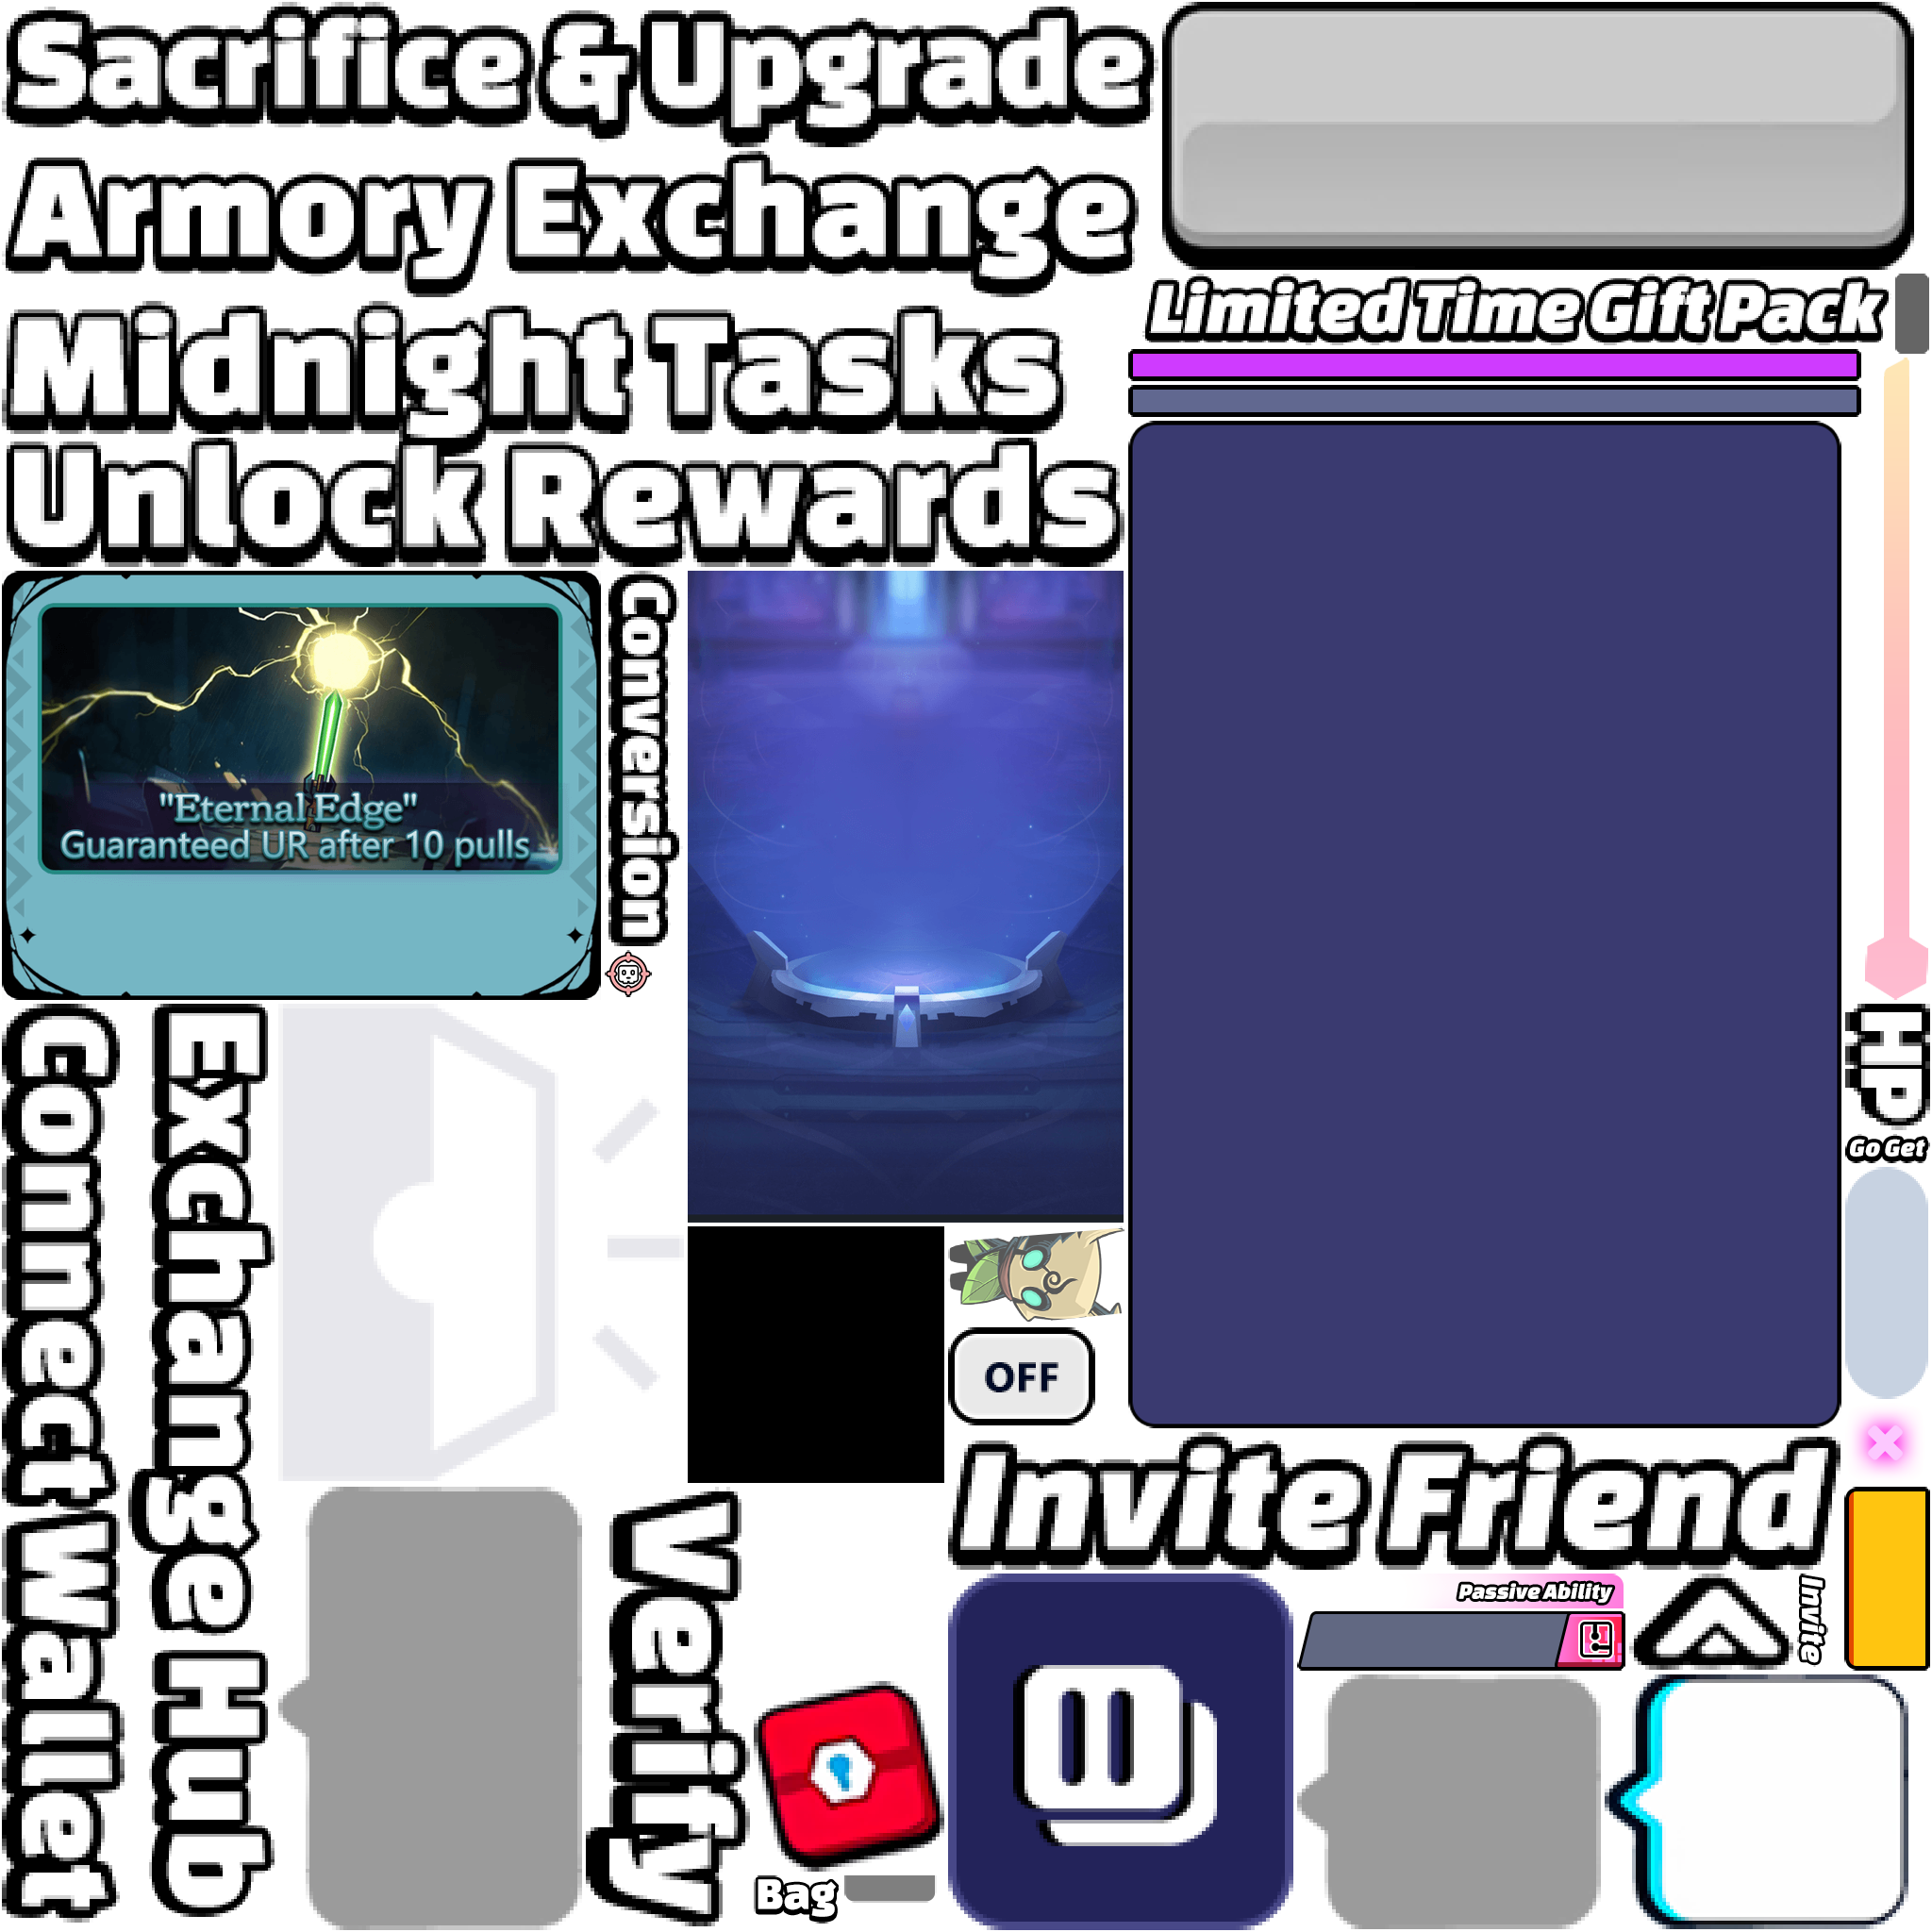 Sacrifice & Upgrade
Armory Exchange
Limited Time Gift Pack
Midnight Tasks
Unlock Rewards
"Eternal Edge"
Guaranteed UR after 10 pulls
Conversion
Connect Wallet
Exchange Hub
HP
Go Get
OFF
Invite Friend
Verify
Passive Ability
Invite
Bag